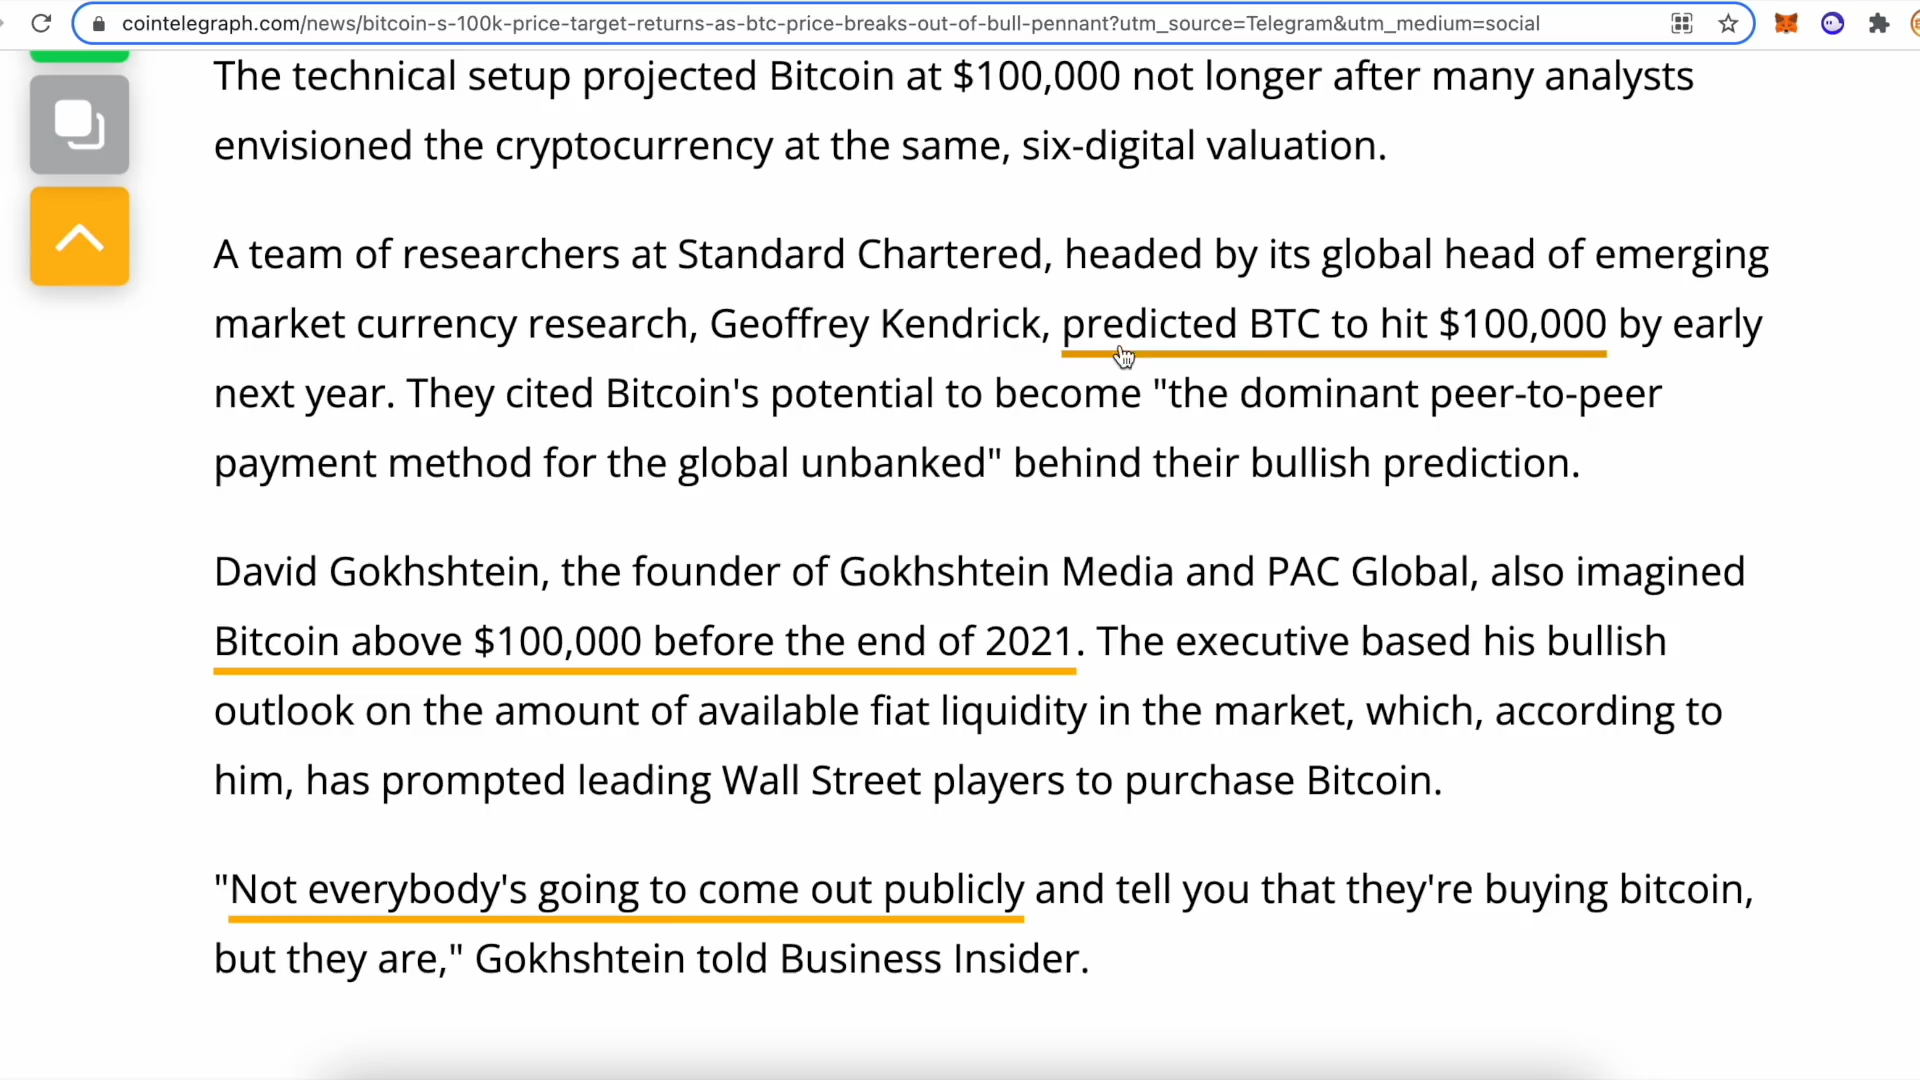 cointelegraph.com/news/bitcoin-s-100k-price-target-returns-as-btc-price-breaks-out-of-bull-pennant?utm_source=Telegram&utm_medium=social
The technical setup projected Bitcoin at $100,000 not longer after many analysts
envisioned the cryptocurrency at the same, six-digital valuation.
A team of researchers at Standard Chartered, headed by its global head of emerging
market currency research, Geoffrey Kendrick, predicted BTC to hit $100,000 by early
next year. They cited Bitcoin's potential to become "the dominant peer-to-peer
payment method for the global unbanked" behind their bullish prediction.
David Gokhshtein, the founder of Gokhshtein Media and PAC Global, also imagined
Bitcoin above $100,000 before the end of 2021. The executive based his bullish
outlook on the amount of available fiat liquidity in the market, which, according to
him, has prompted leading Wall Street players to purchase Bitcoin.
"Not everybody's going to come out publicly and tell you that they're buying bitcoin,
but they are," Gokhshtein told Business Insider.